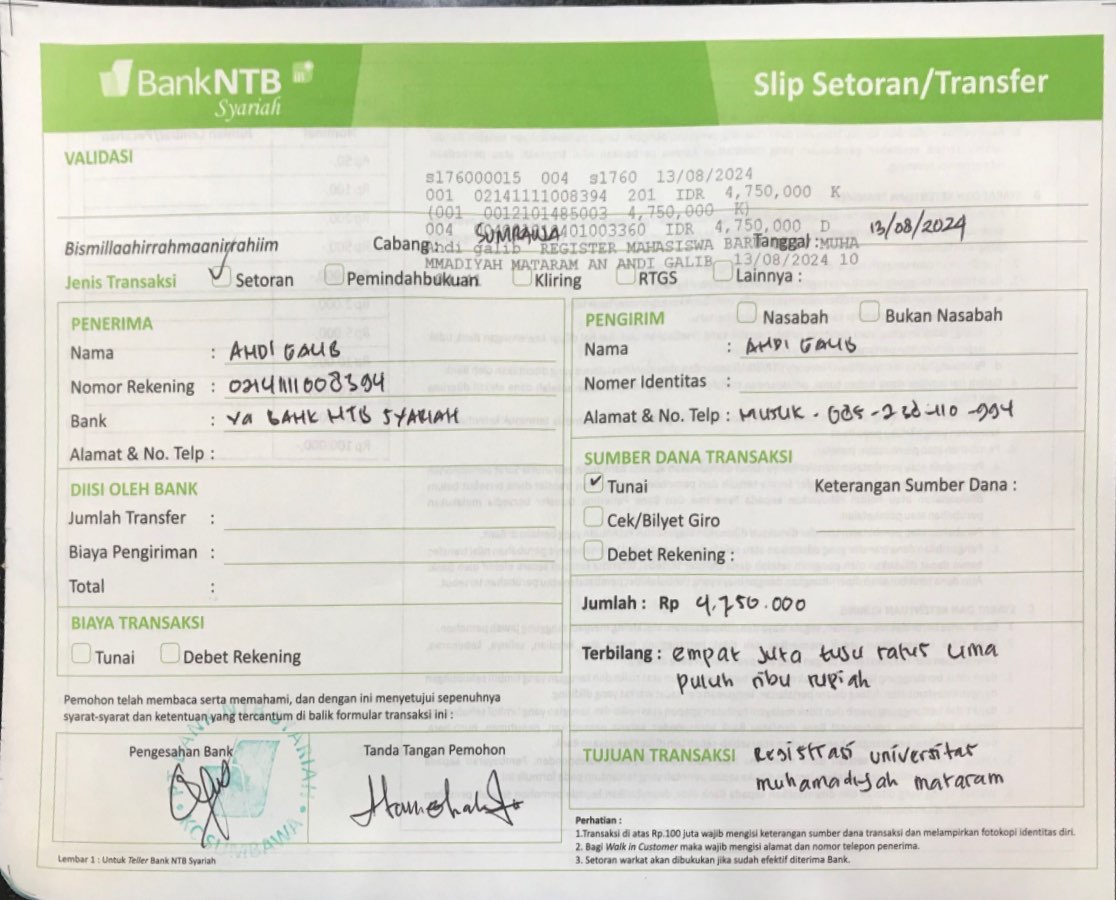 BankNTB
Syariah
Slip Setoran/Transfer
VALIDASI
s176000015 004 s1760 13/08/2024
001 02141111008394 201 IDR 4,750,000 K
(001 0012101485003 4,750,000 K)
004 401003360 IDR 4,750,000 D
Andi galib REGISTER MAHASISWA BARU MUHA
MMADIYAH MATARAM AN ANDI GALIB 13/08/2024 10
Bismillaahirrahmaanirrahiim
Cabang : SUMBAWA
Tanggal : 13/08/2024
Jenis Transaksi Setoran Pemindahbukuan Kliring RTGS Lainnya :
PENERIMA
Nama : ANDI GALIB
Nomor Rekening : 02141111008394
Bank : BANK NTB SYARIAH
Alamat & No. Telp :
DIISI OLEH BANK
Jumlah Transfer :
Biaya Pengiriman :
Total :
BIAYA TRANSAKSI
Tunai Debet Rekening
Pemohon telah membaca serta memahami, dan dengan ini menyetujui sepenuhnya
syarat-syarat dan ketentuan yang tercantum di balik formular transaksi ini :
Pengesahan Bank
Tanda Tangan Pemohon
PT BANK NTB SYARIAH
KCSUMBAWA
Lembar 1 : Untuk Teller Bank NTB Syariah
PENGIRIM Nasabah Bukan Nasabah
Nama : ANDI GALIB
Nomer Identitas :
Alamat & No. Telp :
SUMBER DANA TRANSAKSI
Tunai Keterangan Sumber Dana :
Cek/Bilyet Giro
Debet Rekening :
Jumlah : Rp 4.750.000
Terbilang : empat juta tuju ratus lima
puluh ribu rupiah
TUJUAN TRANSAKSI Registrasi universitas
muhamadiyah mataram
Perhatian :
1.Transaksi di atas Rp.100 juta wajib mengisi keterangan sumber dana transaksi dan melampirkan fotokopi identitas diri.
2. Bagi Walk in Customer maka wajib mengisi alamat dan nomor telepon penerima.
3. Setoran warkat akan dibukukan jika sudah efektif diterima Bank.